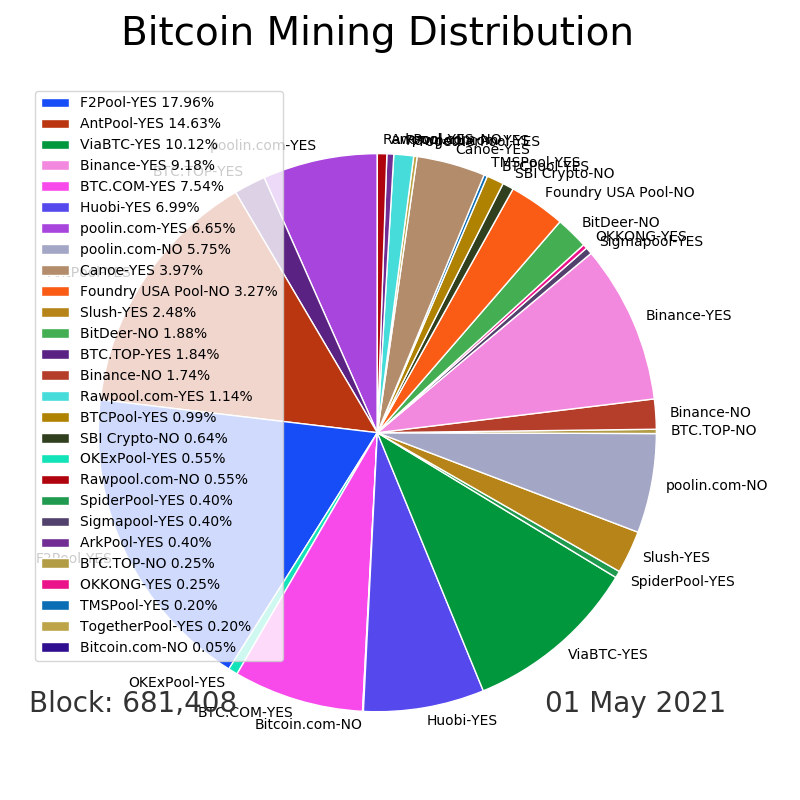 Bitcoin Mining Distribution
F2Pool-YES 17.96%
AntPool-YES 14.63%
ViaBTC-YES 10.12%
Binance-YES 9.18%
BTC.COM-YES 7.54%
Huobi-YES 6.99%
poolin.com-YES 6.65%
poolin.com-NO 5.75%
Canoe-YES 3.97%
Foundry USA Pool-NO 3.27%
Slush-YES 2.48%
BitDeer-NO 1.88%
BTC.TOP-YES 1.84%
Binance-NO 1.74%
Rawpool.com-YES 1.14%
BTCPool-YES 0.99%
SBI Crypto-NO 0.64%
OKExPool-YES 0.55%
Rawpool.com-NO 0.55%
SpiderPool-YES 0.40%
Sigmapool-YES 0.40%
ArkPool-YES 0.40%
BTC.TOP-NO 0.25%
OKKONG-YES 0.25%
TMSPool-YES 0.20%
TogetherPool-YES 0.20%
Bitcoin.com-NO 0.05%
poolin.com-YES
BTC.TOP-YES
F2Pool-YES
Canoe-YES
TMSPool-YES
BTCPool-YES
SBI Crypto-NO
Foundry USA Pool-NO
BitDeer-NO
OKKONG-YES
Sigmapool-YES
Binance-YES
Binance-NO
BTC.TOP-NO
poolin.com-NO
Slush-YES
SpiderPool-YES
ViaBTC-YES
Huobi-YES
Bitcoin.com-NO
BTC.COM-YES
OKExPool-YES
Block: 681,408
01 May 2021